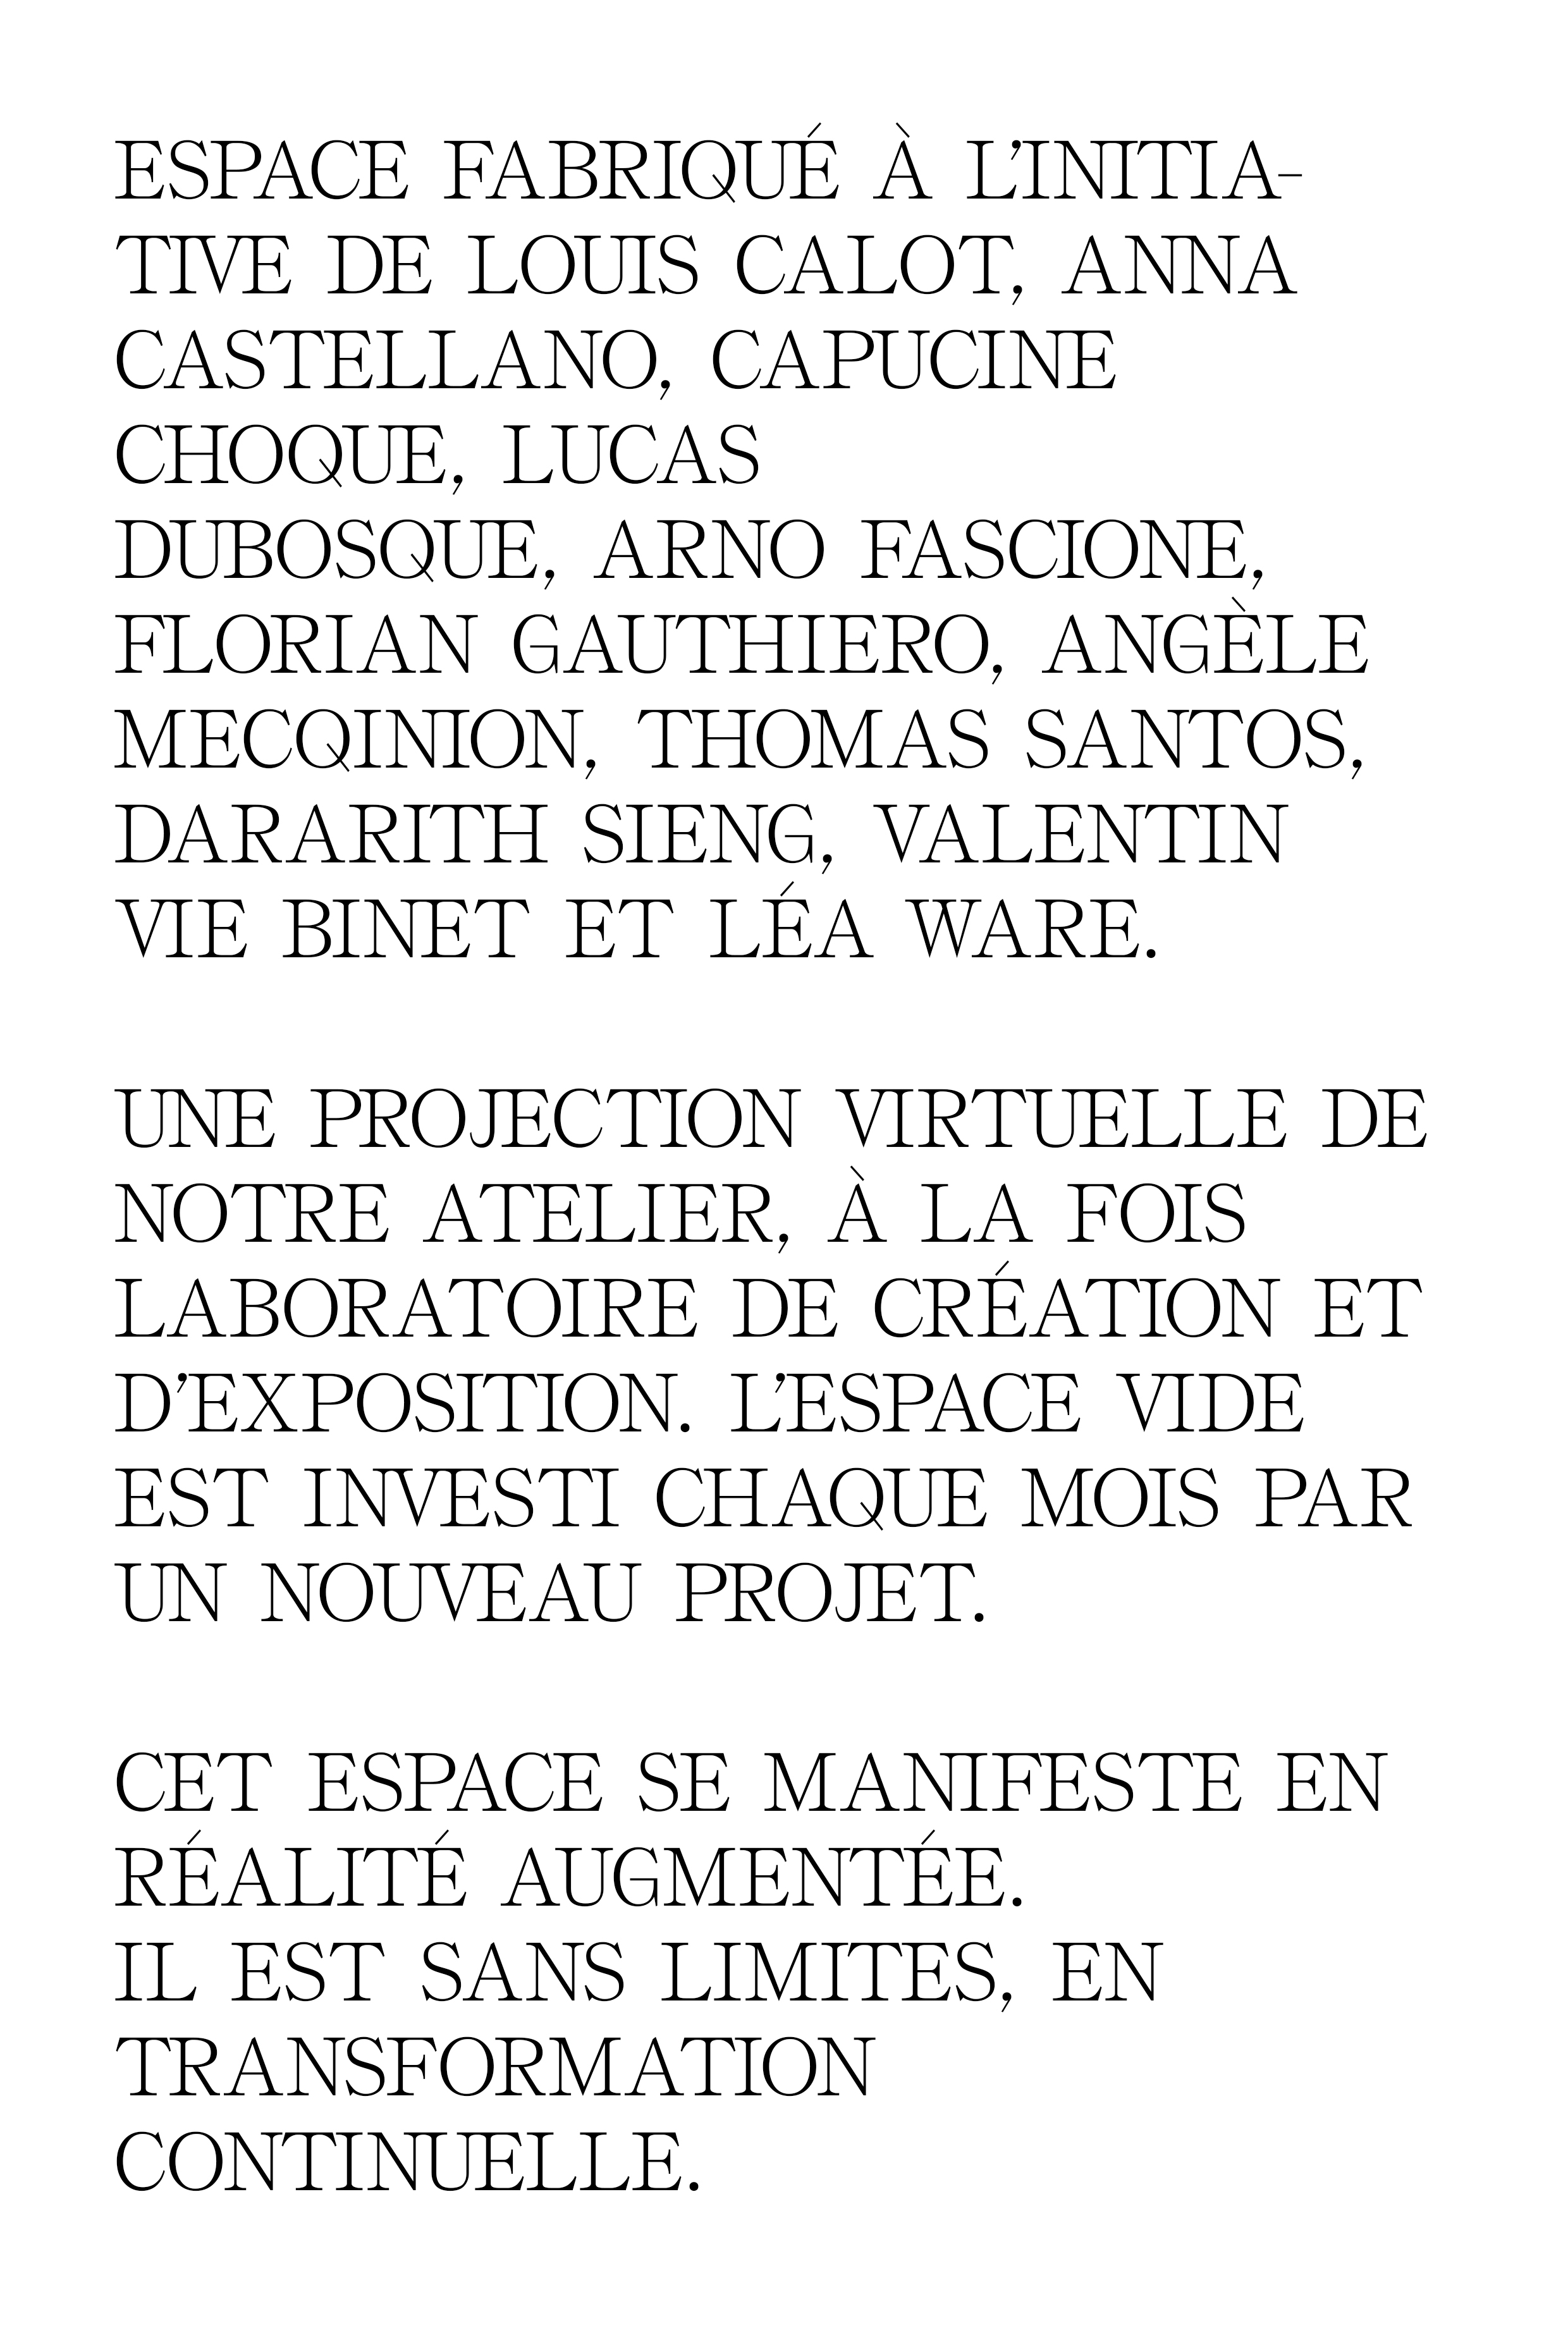 ESPACE FABRIQUÉ À L’INITIA-
TIVE DE LOUIS CALOT, ANNA
CASTELLANO, CAPUCINE
CHOQUE, LUCAS
DUBOSQUE, ARNO FASCIONE,
FLORIAN GAUTHIERO, ANGÈLE
MECQINION, THOMAS SANTOS,
DARARITH SIENG, VALENTIN
VIE BINET ET LÉA WARE.
UNE PROJECTION VIRTUELLE DE
NOTRE ATELIER, À LA FOIS
LABORATOIRE DE CRÉATION ET
D’EXPOSITION. L’ESPACE VIDE
EST INVESTI CHAQUE MOIS PAR
UN NOUVEAU PROJET.
CET ESPACE SE MANIFESTE EN
RÉALITÉ AUGMENTÉE.
IL EST SANS LIMITES, EN
TRANSFORMATION
CONTINUELLE.